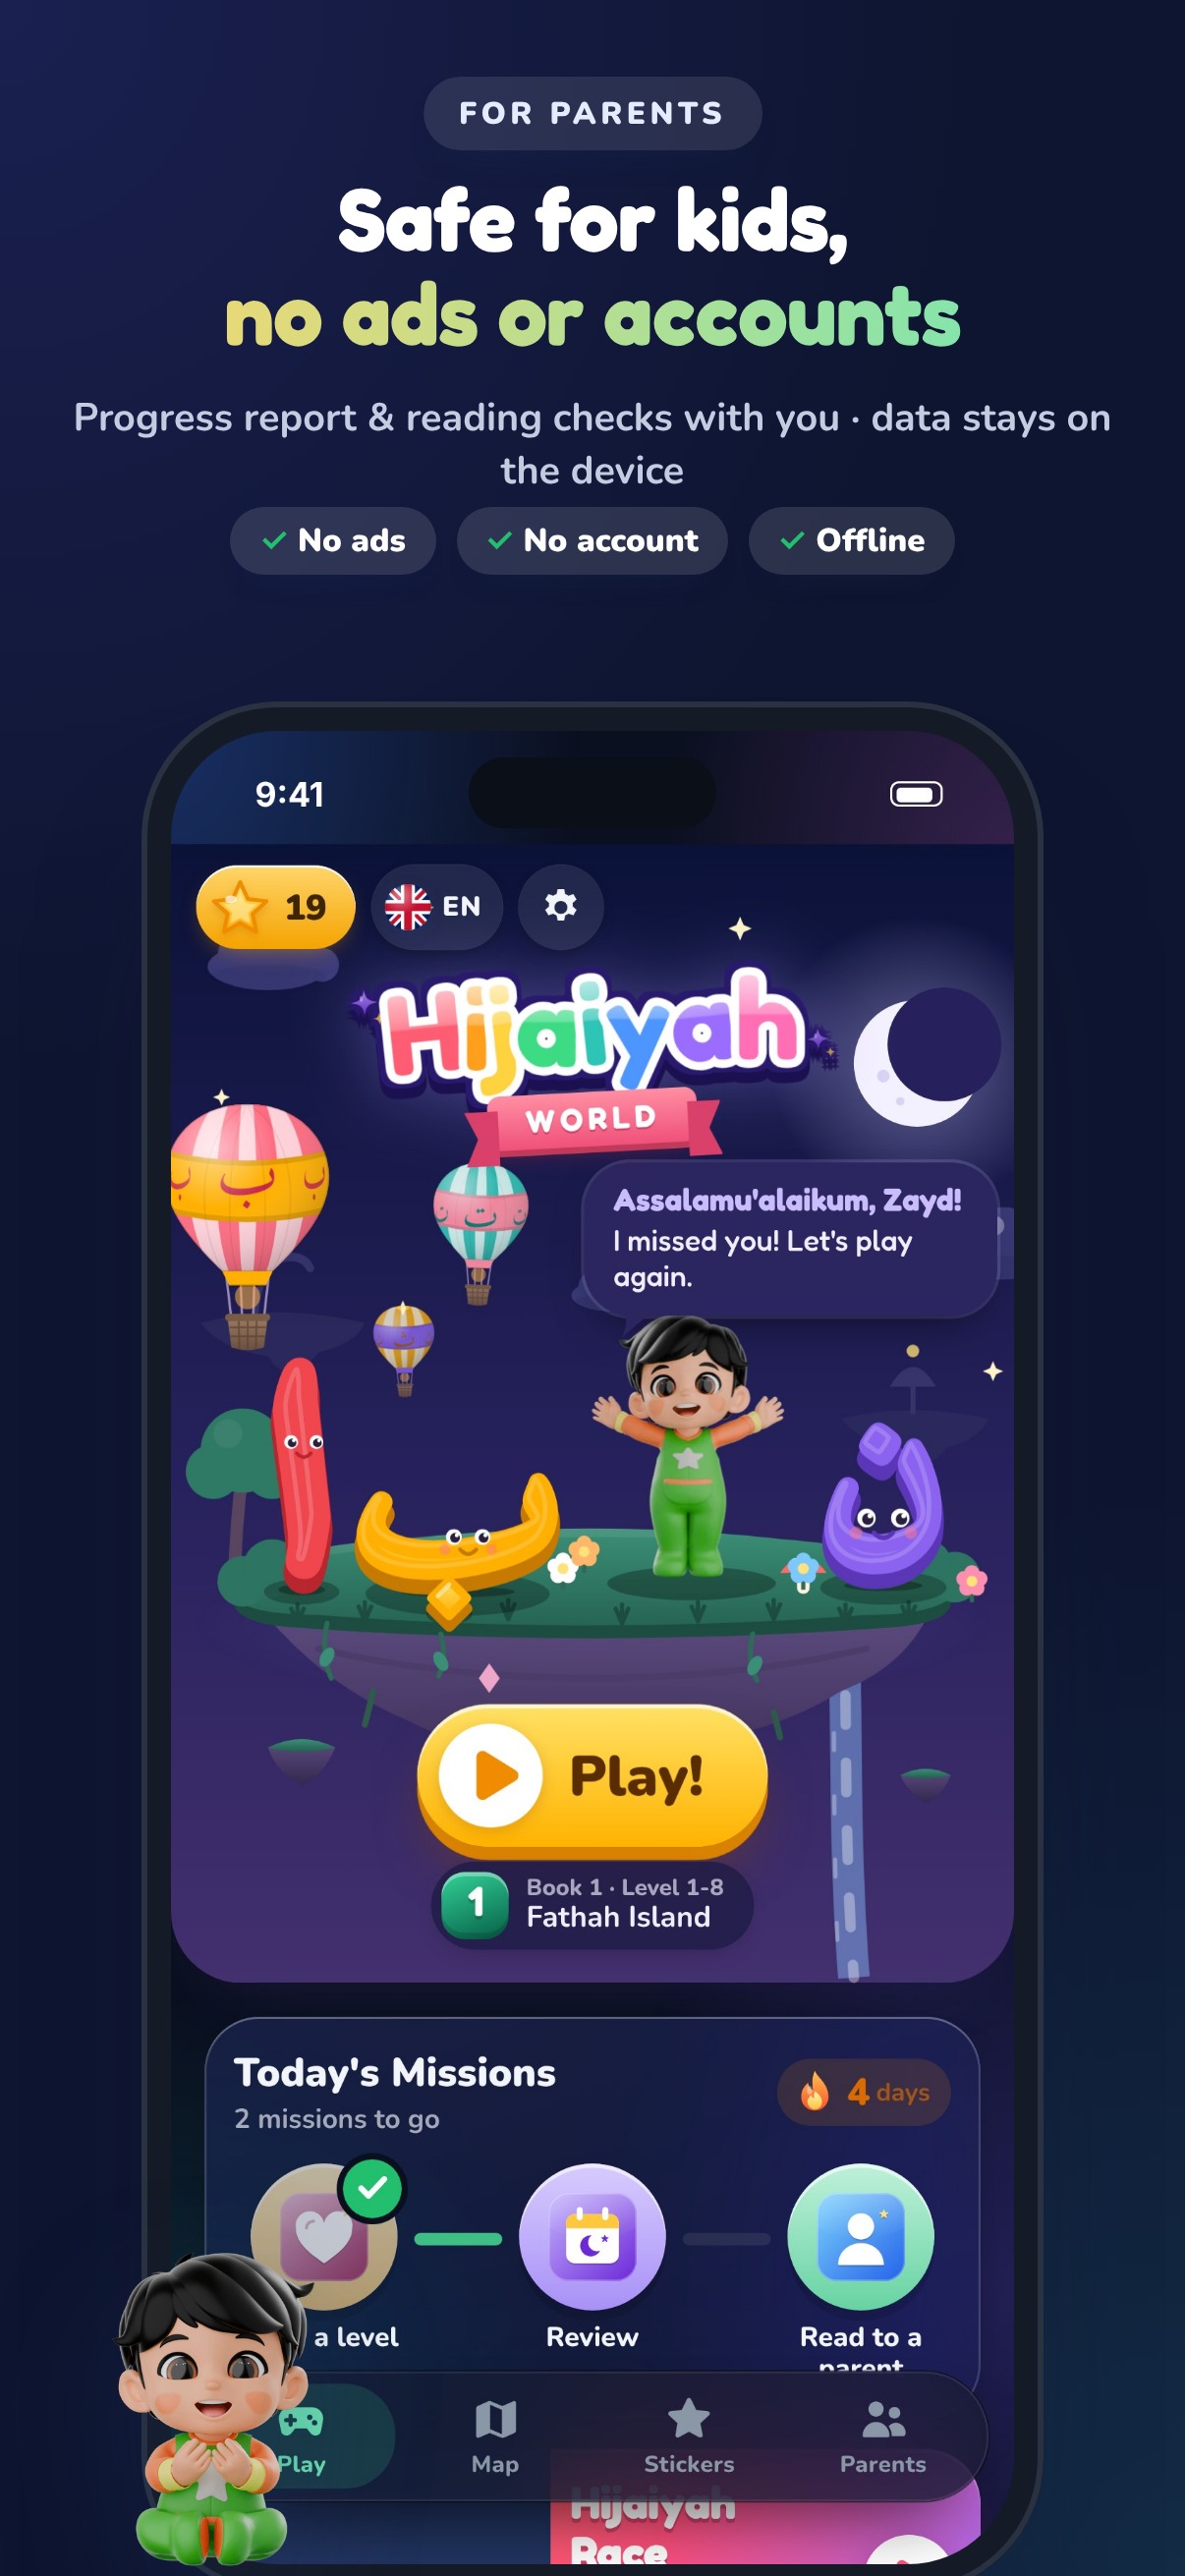 FOR PARENTS
Safe for kids,
no ads or accounts
Progress report & reading checks with you · data stays on
the device
No ads
No account
Offline
9:41
19
EN
Hijaiyah
WORLD
ب ب ب
ت ن
Assalamu'alaikum, Zayd!
I missed you! Let's play
again.
Play!
1
Book 1 · Level 1-8
Fathah Island
Today's Missions
2 missions to go
4 days
a level
Review
Read to a
parent
Play
Map
Stickers
Parents
Hijaiyah
Race